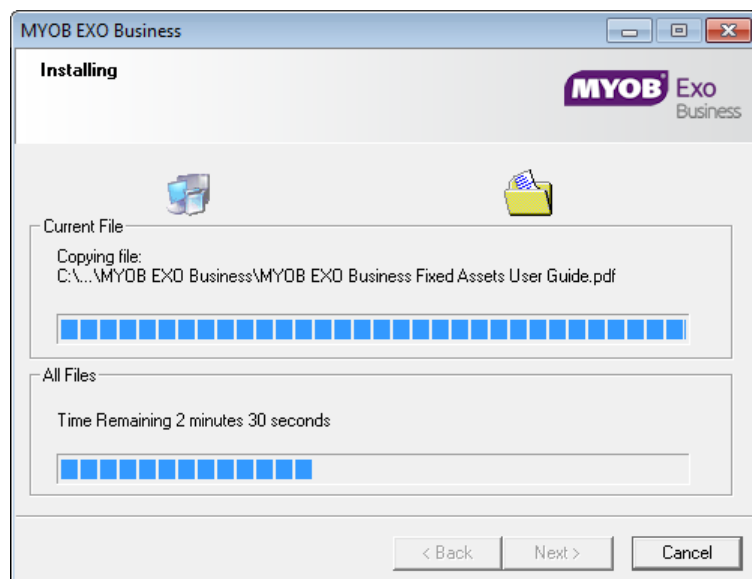 MYOB EXO Business
Installing
MYOB Exo
Business
Current File
Copying file:
C:\...\MYOB EXO Business\MYOB EXO Business Fixed Assets User Guide.pdf
All Files
Time Remaining 2 minutes 30 seconds
< Back Next > Cancel